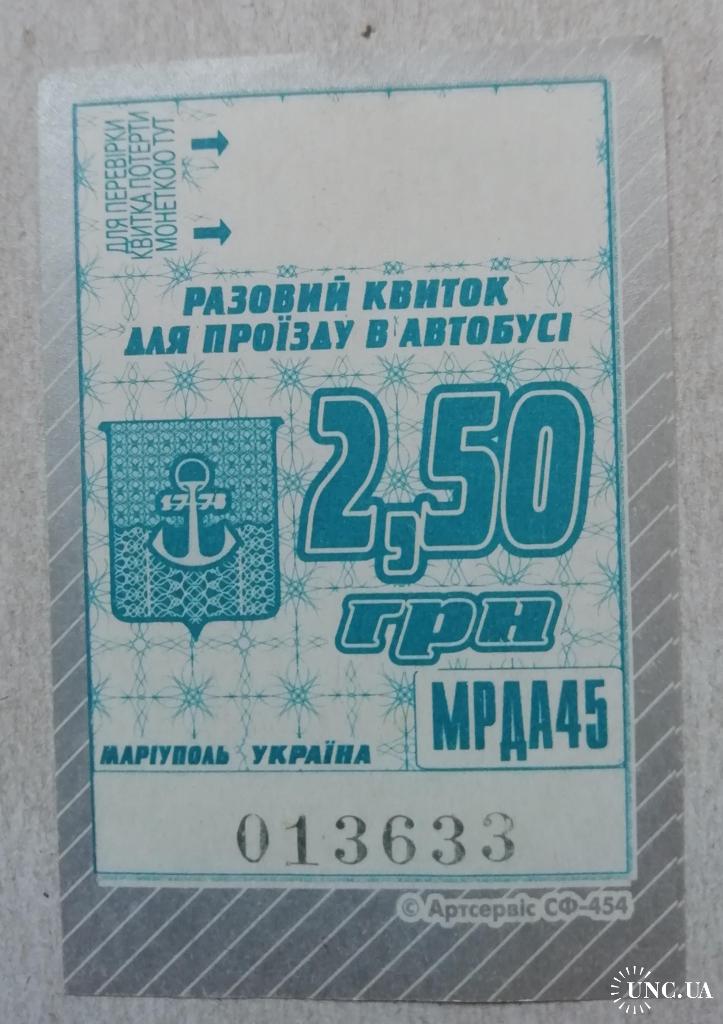 ДЛЯ ПЕРЕВІРКИ
КВИТКА ПОТЕРТИ
МОНЕТКОЮ ТУТ
РАЗОВИЙ КВИТОК
ДЛЯ ПРОЇЗДУ В АВТОБУСІ
1778
2,50
грн
МРДА45
МАРІУПОЛЬ УКРАЇНА
013633
© Артсервіс СФ-454
UNC.UA